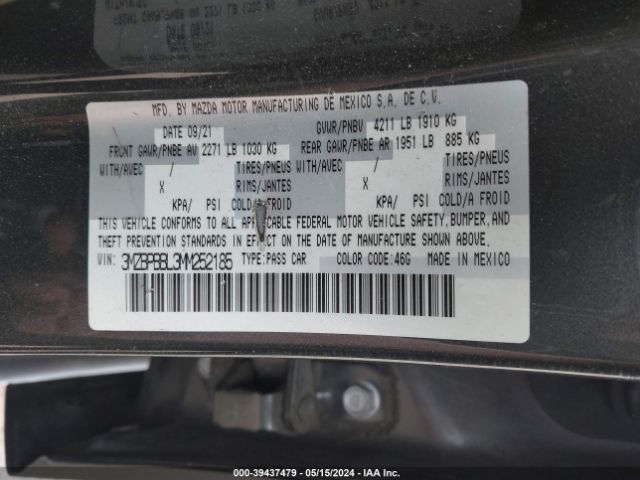 MFD. BY MAZDA MOTOR MANUFACTURING DE MEXICO S.A. DE C.V.
DATE 09/21 GVWR/PNBV 4211 LB 1910 KG
FRONT GAWR/PNBE AV 2271 LB 1030 KG REAR GAWR/PNBE AR 1951 LB 885 KG
WITH/AVEC / TIRES/PNEUS WITH/AVEC / TIRES/PNEUS
X RIMS/JANTES X RIMS/JANTES
KPA/ PSI COLD/A FROID KPA/ PSI COLD/A FROID
THIS VEHICLE CONFORMS TO ALL APPLICABLE FEDERAL MOTOR VEHICLE SAFETY, BUMPER, AND
THEFT PREVENTION STANDARDS IN EFFECT ON THE DATE OF MANUFACTURE SHOWN ABOVE.
VIN: 3MZBPBBL3MM252185 TYPE:PASS CAR COLOR CODE:46G MADE IN MEXICO
© COPY - 39437479 - 05/15/2024 - IAA Inc.